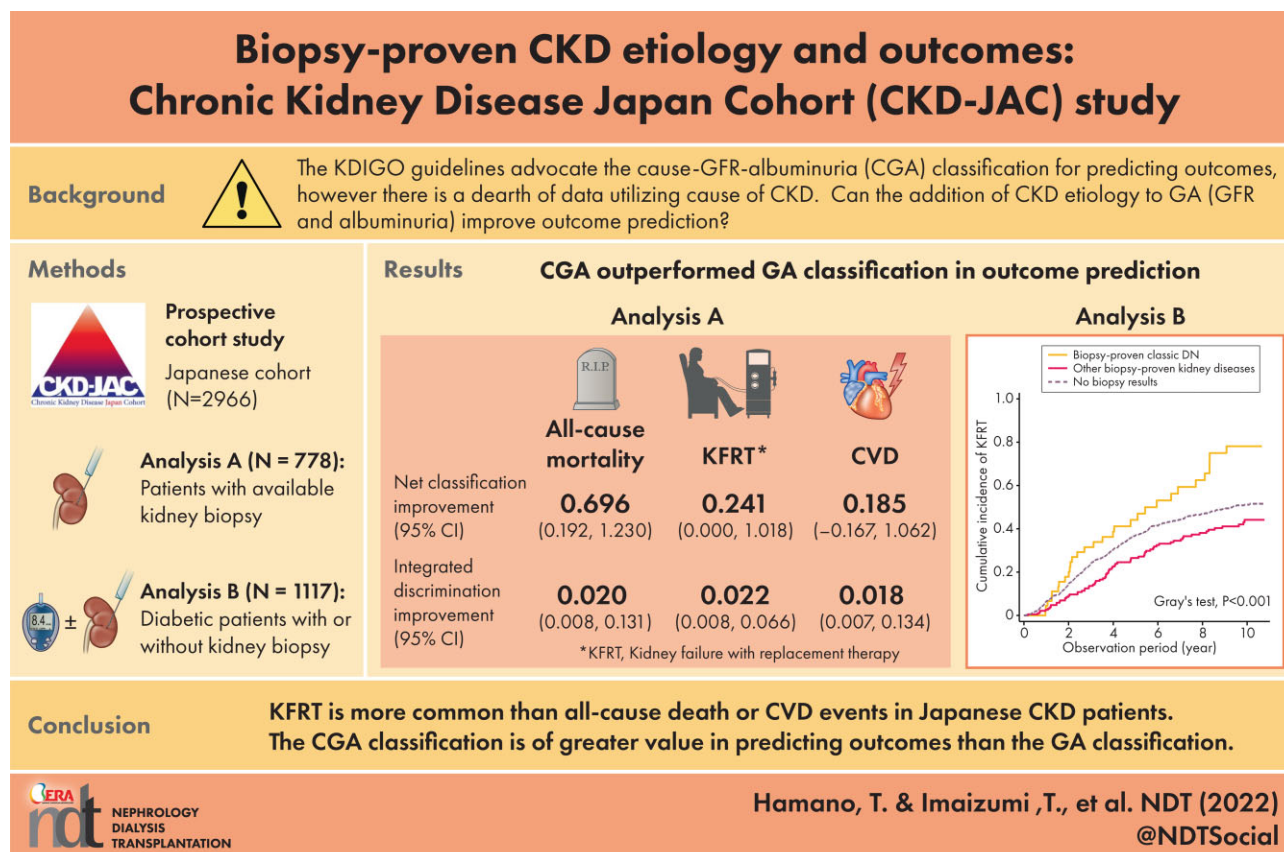 Biopsy-proven CKD etiology and outcomes:
Chronic Kidney Disease Japan Cohort (CKD-JAC) study
Background
The KDIGO guidelines advocate the cause-GFR-albuminuria (CGA) classification for predicting outcomes,
however there is a dearth of data utilizing cause of CKD. Can the addition of CKD etiology to GA (GFR
and albuminuria) improve outcome prediction?
Methods
CKD-JAC
Chronic Kidney Disease Japan Cohort
Prospective
cohort study
Japanese cohort
(N=2966)
Analysis A (N = 778):
Patients with available
kidney biopsy
8.4
±
Analysis B (N = 1117):
Diabetic patients with or
without kidney biopsy
Results
CGA outperformed GA classification in outcome prediction
Analysis A
R.I.P.
All-cause
mortality
KFRT*
CVD
Net classification
improvement
(95% CI)
0.696
(0.192, 1.230)
0.241
(0.000, 1.018)
0.185
(−0.167, 1.062)
Integrated
discrimination
improvement
(95% CI)
0.020
(0.008, 0.131)
0.022
(0.008, 0.066)
0.018
(0.007, 0.134)
*KFRT, Kidney failure with replacement therapy
Analysis B
Biopsy-proven classic DN
Other biopsy-proven kidney diseases
No biopsy results
Cumulative incidence of KFRT
1.0
0.8
0.6
0.4
0.2
0
Gray's test, P<0.001
0 2 4 6 8 10
Observation period (year)
Conclusion
KFRT is more common than all-cause death or CVD events in Japanese CKD patients.
The CGA classification is of greater value in predicting outcomes than the GA classification.
ERA
ndt
NEPHROLOGY
DIALYSIS
TRANSPLANTATION
Hamano, T. & Imaizumi ,T., et al. NDT (2022)
@NDTSocial